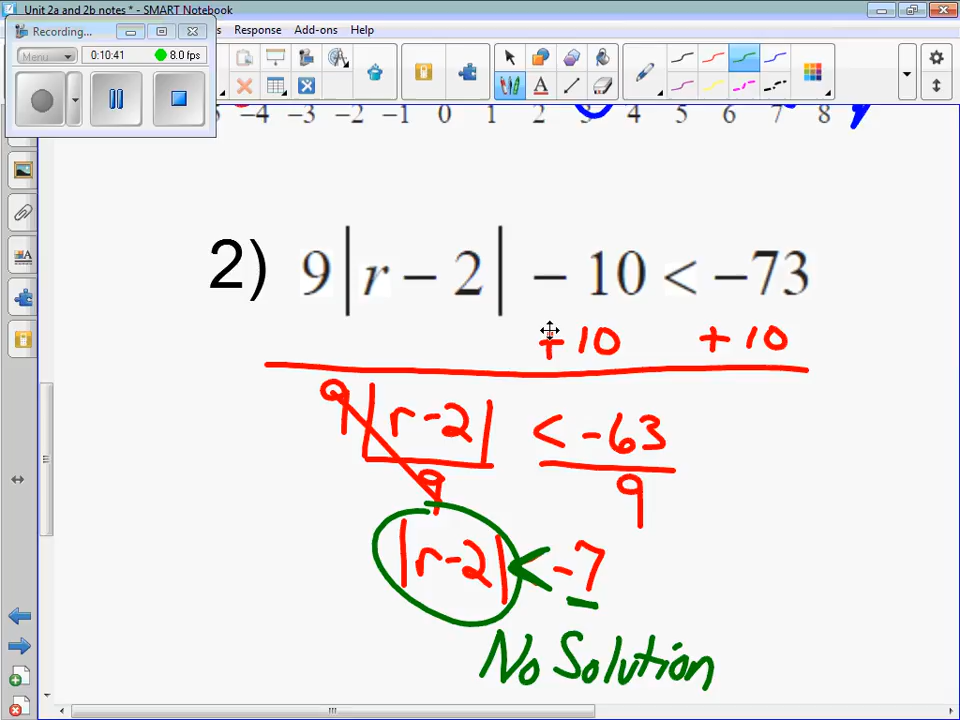 Unit 2a and 2b notes * - SMART Notebook
Recording...
Response Add-ons Help
Menu 0:10:41 8.0 fps
-4 -3 -2 -1 0 1 2 3 4 5 6 7 8
2) 9|r − 2| − 10 < −73
+10 +10
9|r-2| < -63
9 9
|r-2| < -7
No Solution